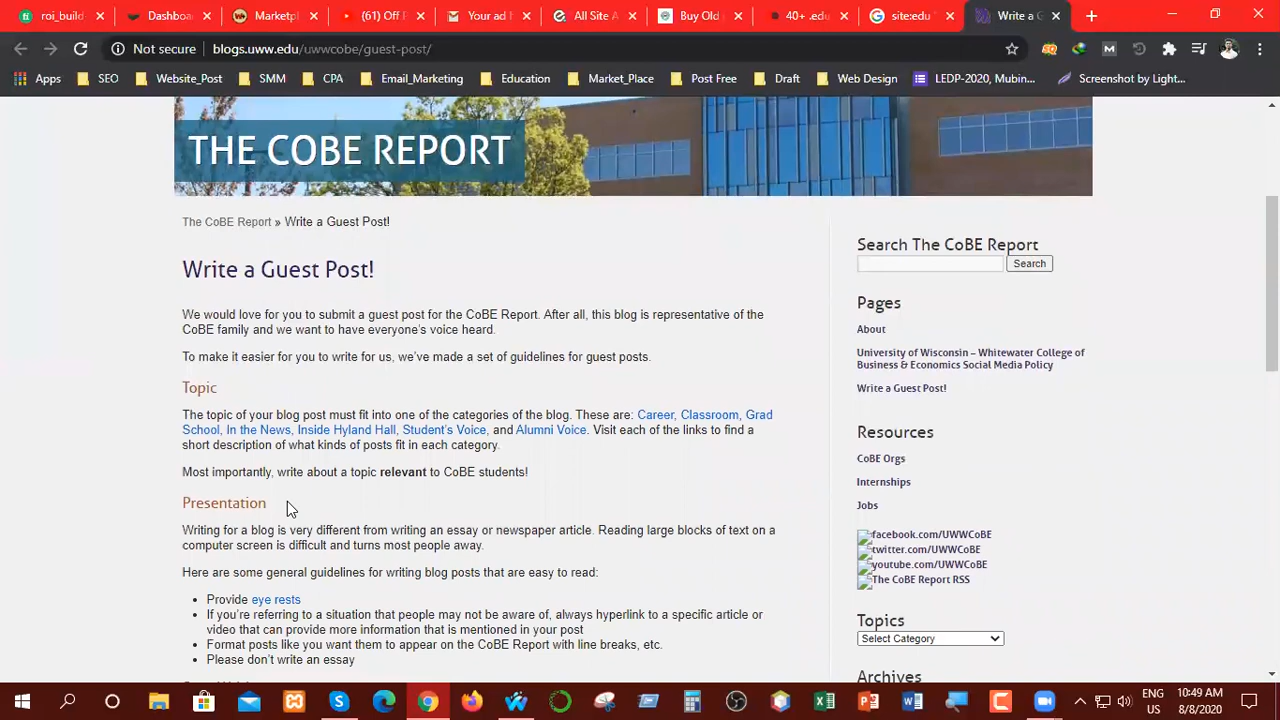 roi_build
Dashboa
Marketpl
(61) Off P
Your ad h
All Site A
Buy Old
40+ .edu
site:edu
Write a G
Not secure
blogs.uww.edu/uwwcobe/guest-post/
Apps
SEO
Website_Post
SMM
CPA
Email_Marketing
Education
Market_Place
Post Free
Draft
Web Design
LEDP-2020, Mubin...
Screenshot by Light...
THE COBE REPORT
The CoBE Report » Write a Guest Post!
Write a Guest Post!
We would love for you to submit a guest post for the CoBE Report. After all, this blog is representative of the
CoBE family and we want to have everyone's voice heard.
To make it easier for you to write for us, we've made a set of guidelines for guest posts.
Topic
The topic of your blog post must fit into one of the categories of the blog. These are: Career, Classroom, Grad
School, In the News, Inside Hyland Hall, Student's Voice, and Alumni Voice. Visit each of the links to find a
short description of what kinds of posts fit in each category.
Most importantly, write about a topic relevant to CoBE students!
Presentation
Writing for a blog is very different from writing an essay or newspaper article. Reading large blocks of text on a
computer screen is difficult and turns most people away.
Here are some general guidelines for writing blog posts that are easy to read:
• Provide eye rests
• If you're referring to a situation that people may not be aware of, always hyperlink to a specific article or
video that can provide more information that is mentioned in your post
• Format posts like you want them to appear on the CoBE Report with line breaks, etc.
• Please don't write an essay
Search The CoBE Report
Search
Pages
About
University of Wisconsin – Whitewater College of
Business & Economics Social Media Policy
Write a Guest Post!
Resources
CoBE Orgs
Internships
Jobs
facebook.com/UWWCoBE
twitter.com/UWWCoBE
youtube.com/UWWCoBE
The CoBE Report RSS
Topics
Select Category
Archives
ENG
US
10:49 AM
8/8/2020